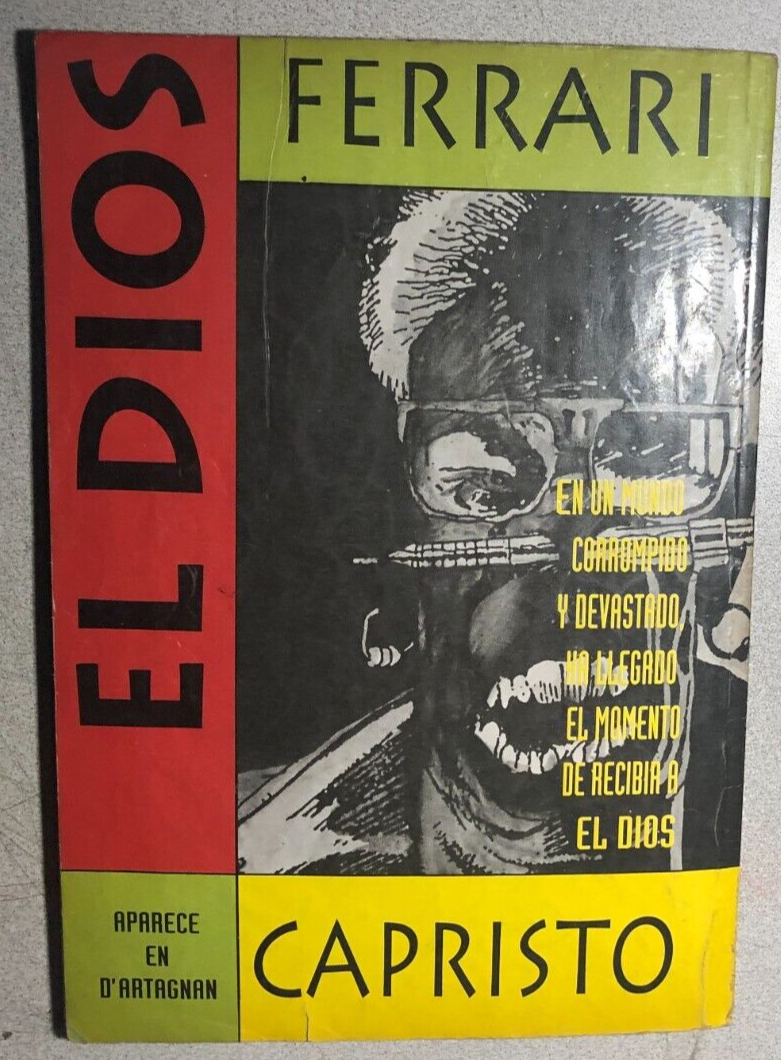 EL DIOS
FERRARI
EN UN MUNDO
CORROMPIDO
Y DEVASTADO,
HA LLEGADO
EL MOMENTO
DE RECIBIR A
EL DIOS
APARECE
EN
D'ARTAGNAN
CAPRISTO